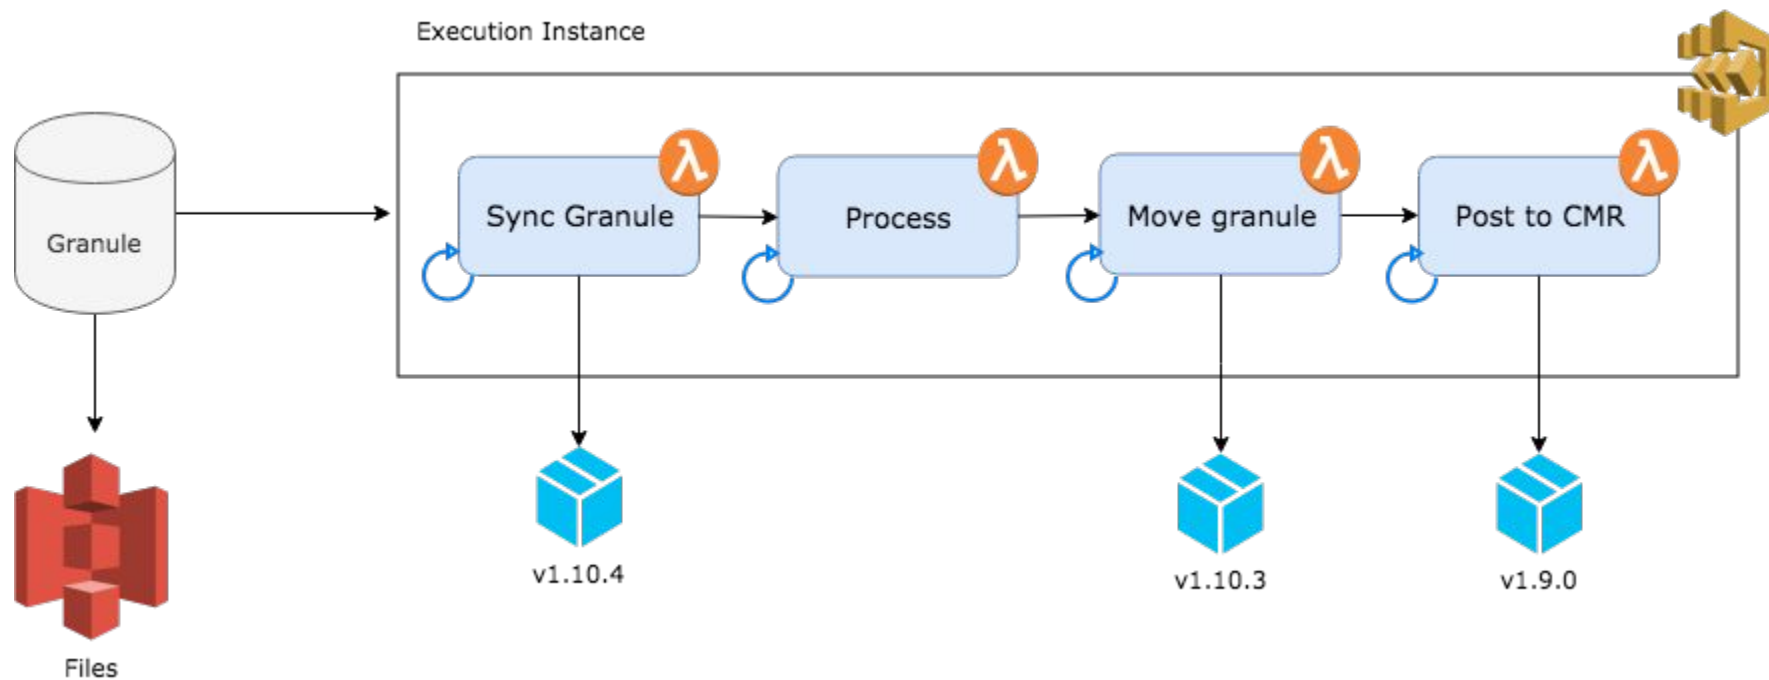 Execution Instance
Granule
Sync Granule
Process
Move granule
Post to CMR
v1.10.4
v1.10.3
v1.9.0
Files